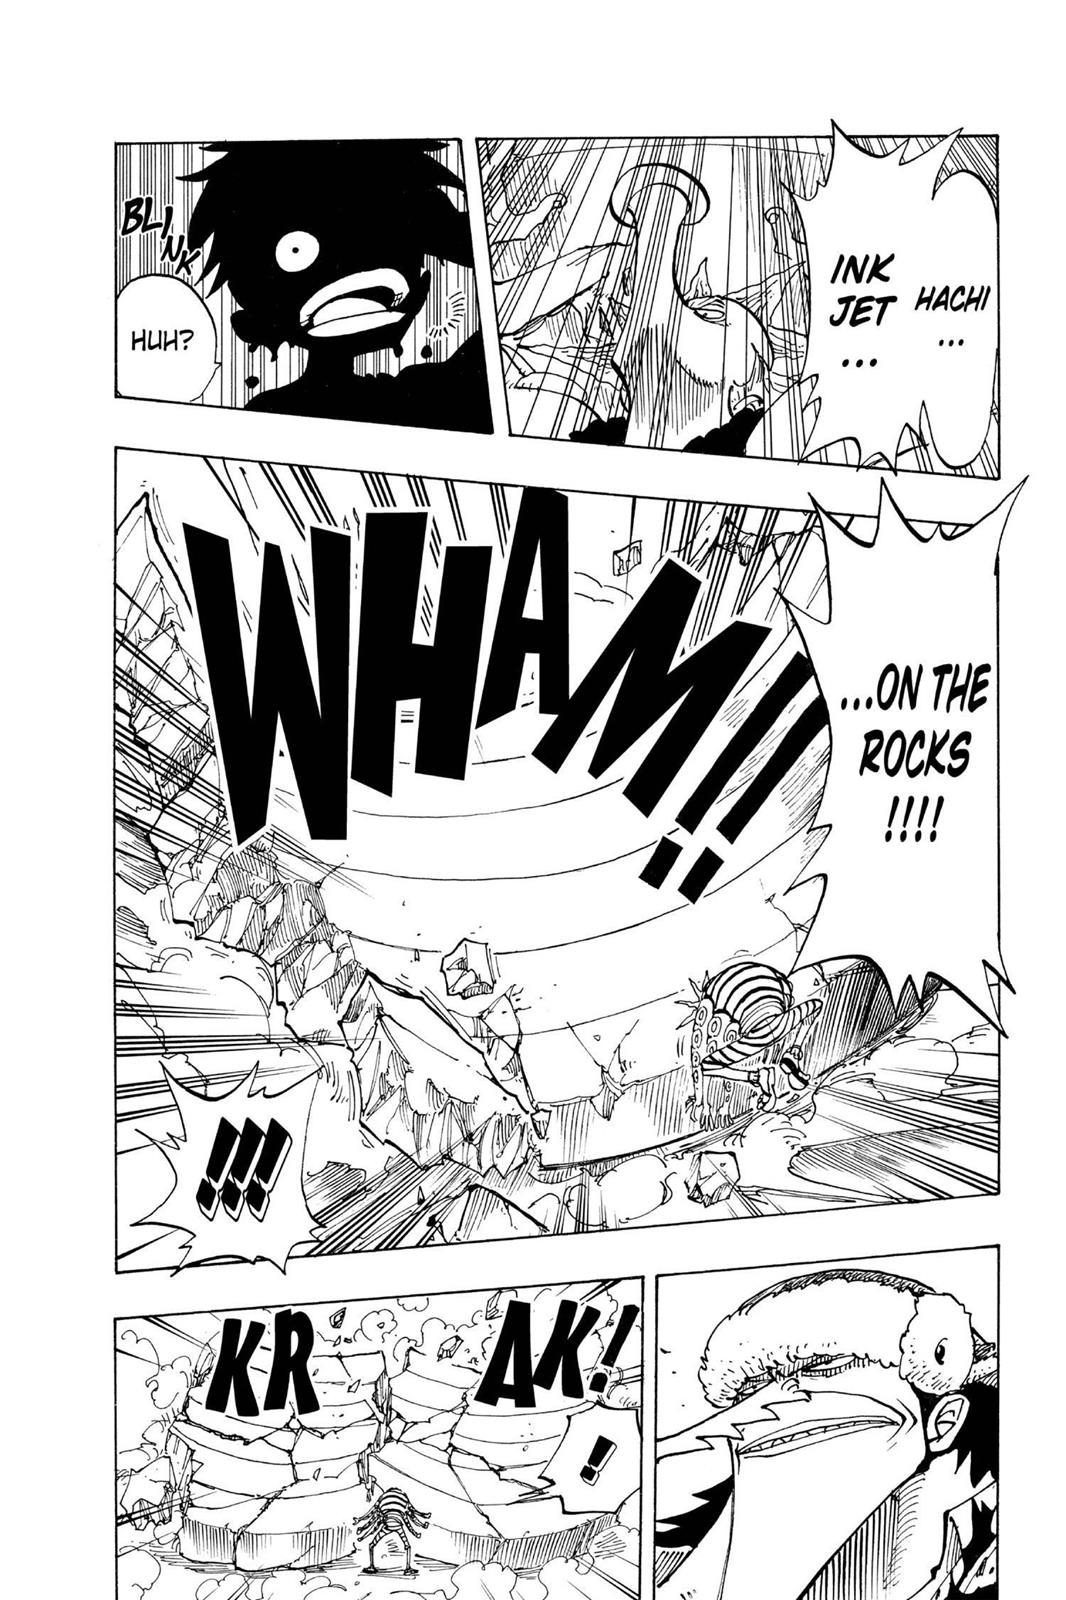 HACHI
...
INK
JET
...
BLINK
HUH?
...ON THE
ROCKS
!!!!
WHAM!!
!!!
KRAK!
!